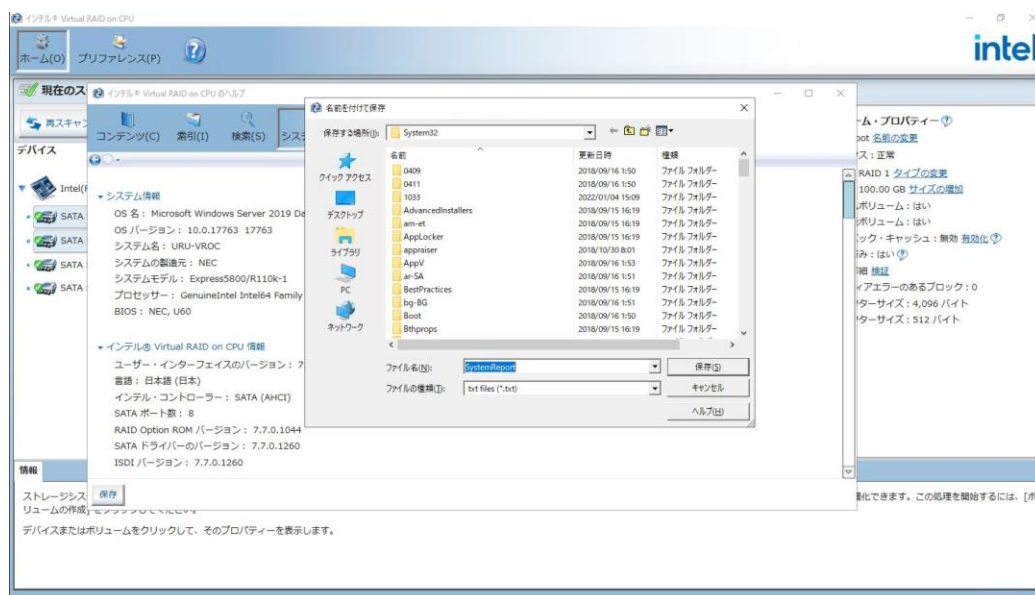 インテル® Virtual RAID on CPU
ホーム(O) プリファレンス(P)
intel
現在のス
再スキャン
デバイス
Intel(R
SATA
SATA
SATA
SATA
インテル® Virtual RAID on CPU のヘルプ
コンテンツ(C) 索引(I) 検索(S) システ
システム情報
OS 名： Microsoft Windows Server 2019 Da
OS バージョン： 10.0.17763 17763
システム名： URU-VROC
システムの製造元： NEC
システムモデル： Express5800/R110k-1
プロセッサー： GenuineIntel Intel64 Family
BIOS： NEC, U60
インテル® Virtual RAID on CPU 情報
ユーザー・インターフェイスのバージョン： 7
言語： 日本語 (日本)
インテル・コントローラー： SATA (AHCI)
SATA ポート数： 8
RAID Option ROM バージョン： 7.7.0.1044
SATA ドライバーのバージョン： 7.7.0.1260
ISDI バージョン： 7.7.0.1260
保存
名前を付けて保存
保存する場所(I): System32
クイック アクセス
デスクトップ
ライブラリ
PC
ネットワーク
名前 更新日時 種類
0409 2018/09/16 1:50 ファイル フォルダー
0411 2018/09/16 1:50 ファイル フォルダー
1033 2022/01/04 15:09 ファイル フォルダー
AdvancedInstallers 2018/09/15 16:19 ファイル フォルダー
am-et 2018/09/15 16:19 ファイル フォルダー
AppLocker 2018/09/15 16:19 ファイル フォルダー
appraiser 2018/10/30 8:01 ファイル フォルダー
AppV 2018/09/16 1:53 ファイル フォルダー
ar-SA 2018/09/16 1:51 ファイル フォルダー
BestPractices 2018/09/15 16:19 ファイル フォルダー
bg-BG 2018/09/16 1:51 ファイル フォルダー
Boot 2018/09/16 1:50 ファイル フォルダー
Bthprops 2018/09/15 16:19 ファイル フォルダー
ファイル名(N): SystemReport 保存(S)
ファイルの種類(T): txt files (*.txt) キャンセル
ヘルプ(H)
ーム・プロパティー
oot 名前の変更
ス：正常
RAID 1 タイプの変更
100.00 GB サイズの増加
ボリューム：はい
ボリューム：はい
ック・キャッシュ：無効 有効化
み：はい
細 検証
ィアエラーのあるブロック：0
ターサイズ：4,096 バイト
ターサイズ：512 バイト
情報
ストレージシス
適化できます。この処理を開始するには、[ボ
リュームの作成] をクリックしてください。
デバイスまたはボリュームをクリックして、そのプロパティーを表示します。